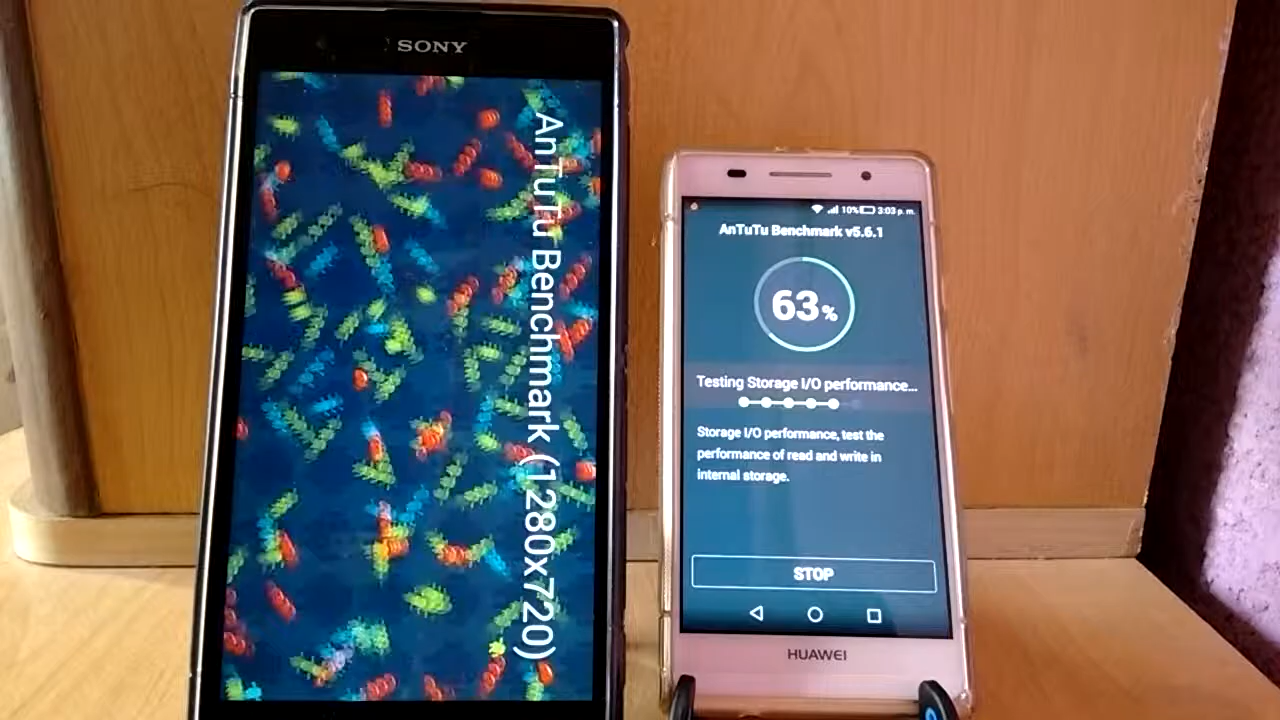 SONY
AnTuTu Benchmark (1280x720)
10% 3:03 p. m.
AnTuTu Benchmark v5.6.1
63%
Testing Storage I/O performance...
Storage I/O performance, test the
performance of read and write in
internal storage.
STOP
HUAWEI